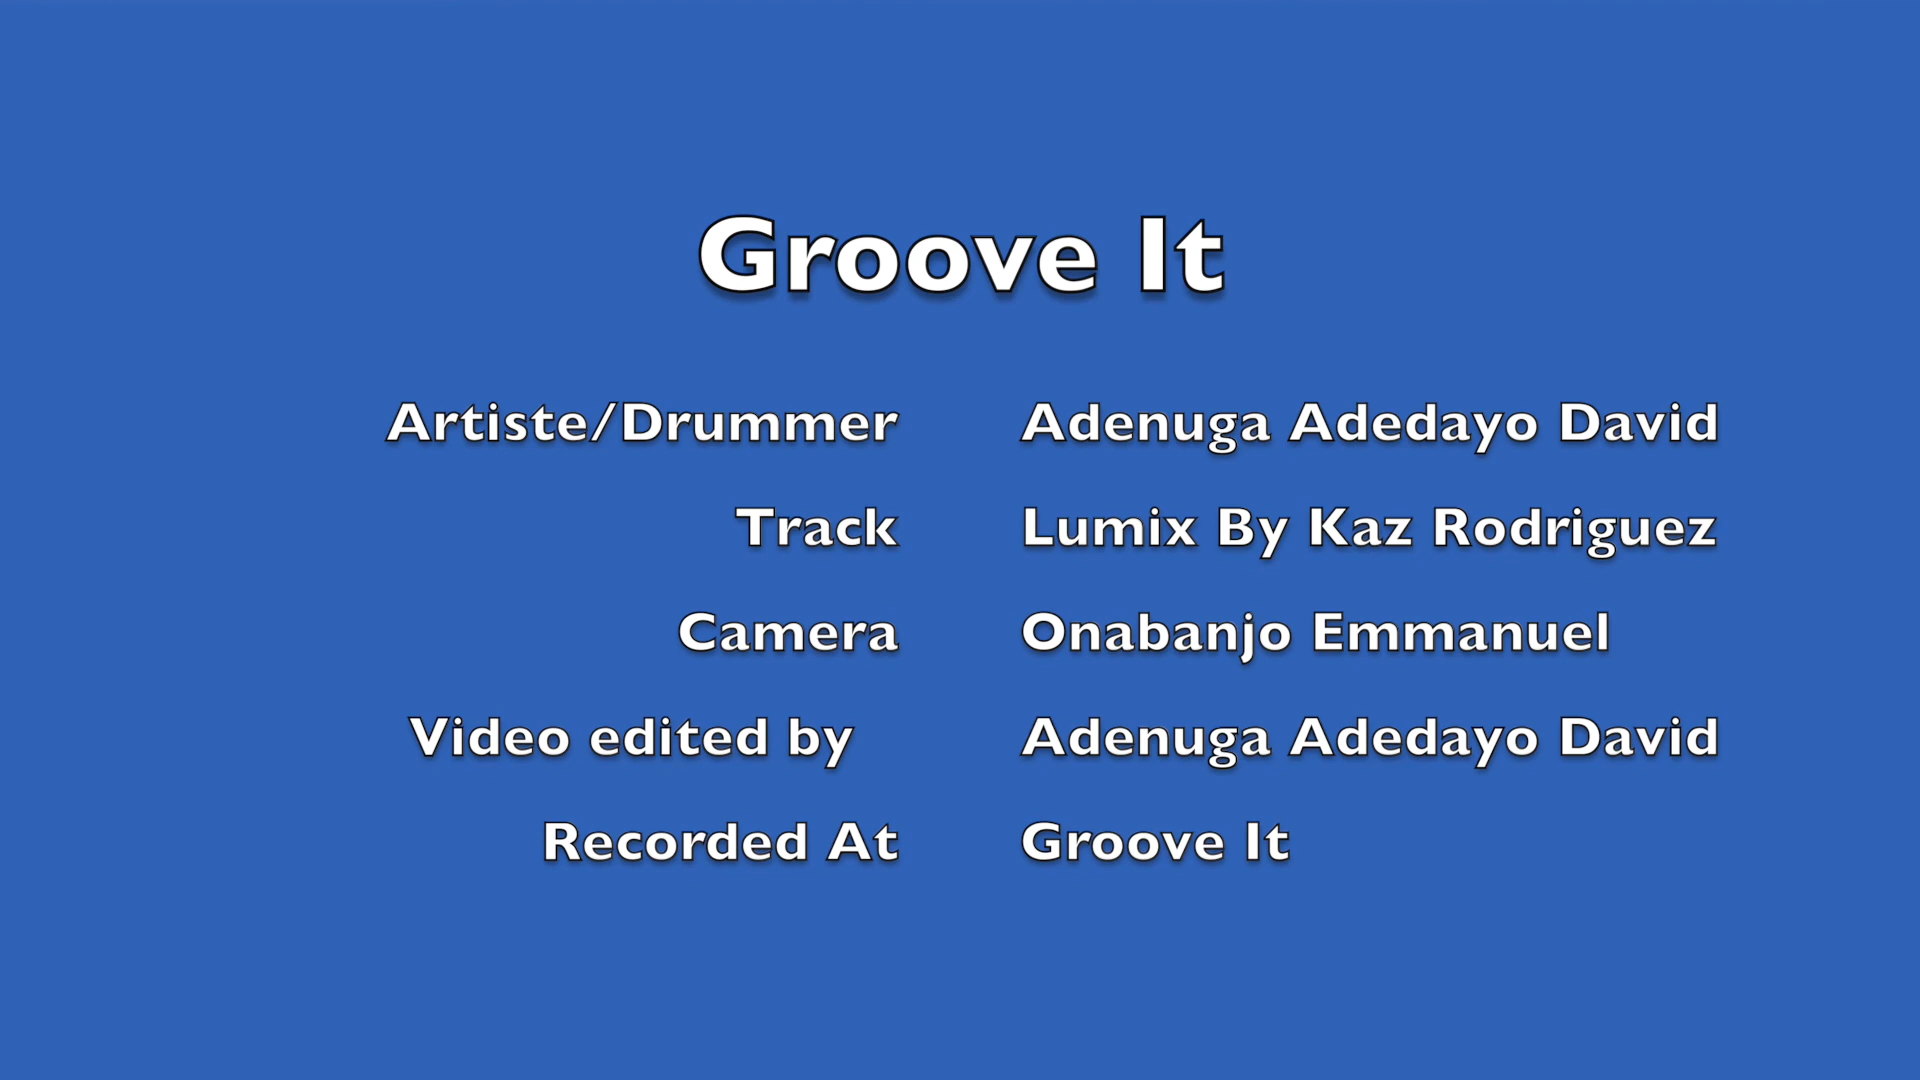 Groove It
Artiste/Drummer Adenuga Adedayo David
Track Lumix By Kaz Rodriguez
Camera Onabanjo Emmanuel
Video edited by Adenuga Adedayo David
Recorded At Groove It